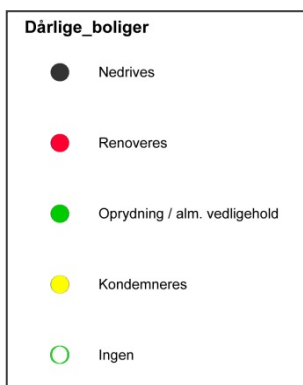 Dårlige_boliger
Nedrives
Renoveres
Oprydning / alm. vedligehold
Kondemneres
Ingen